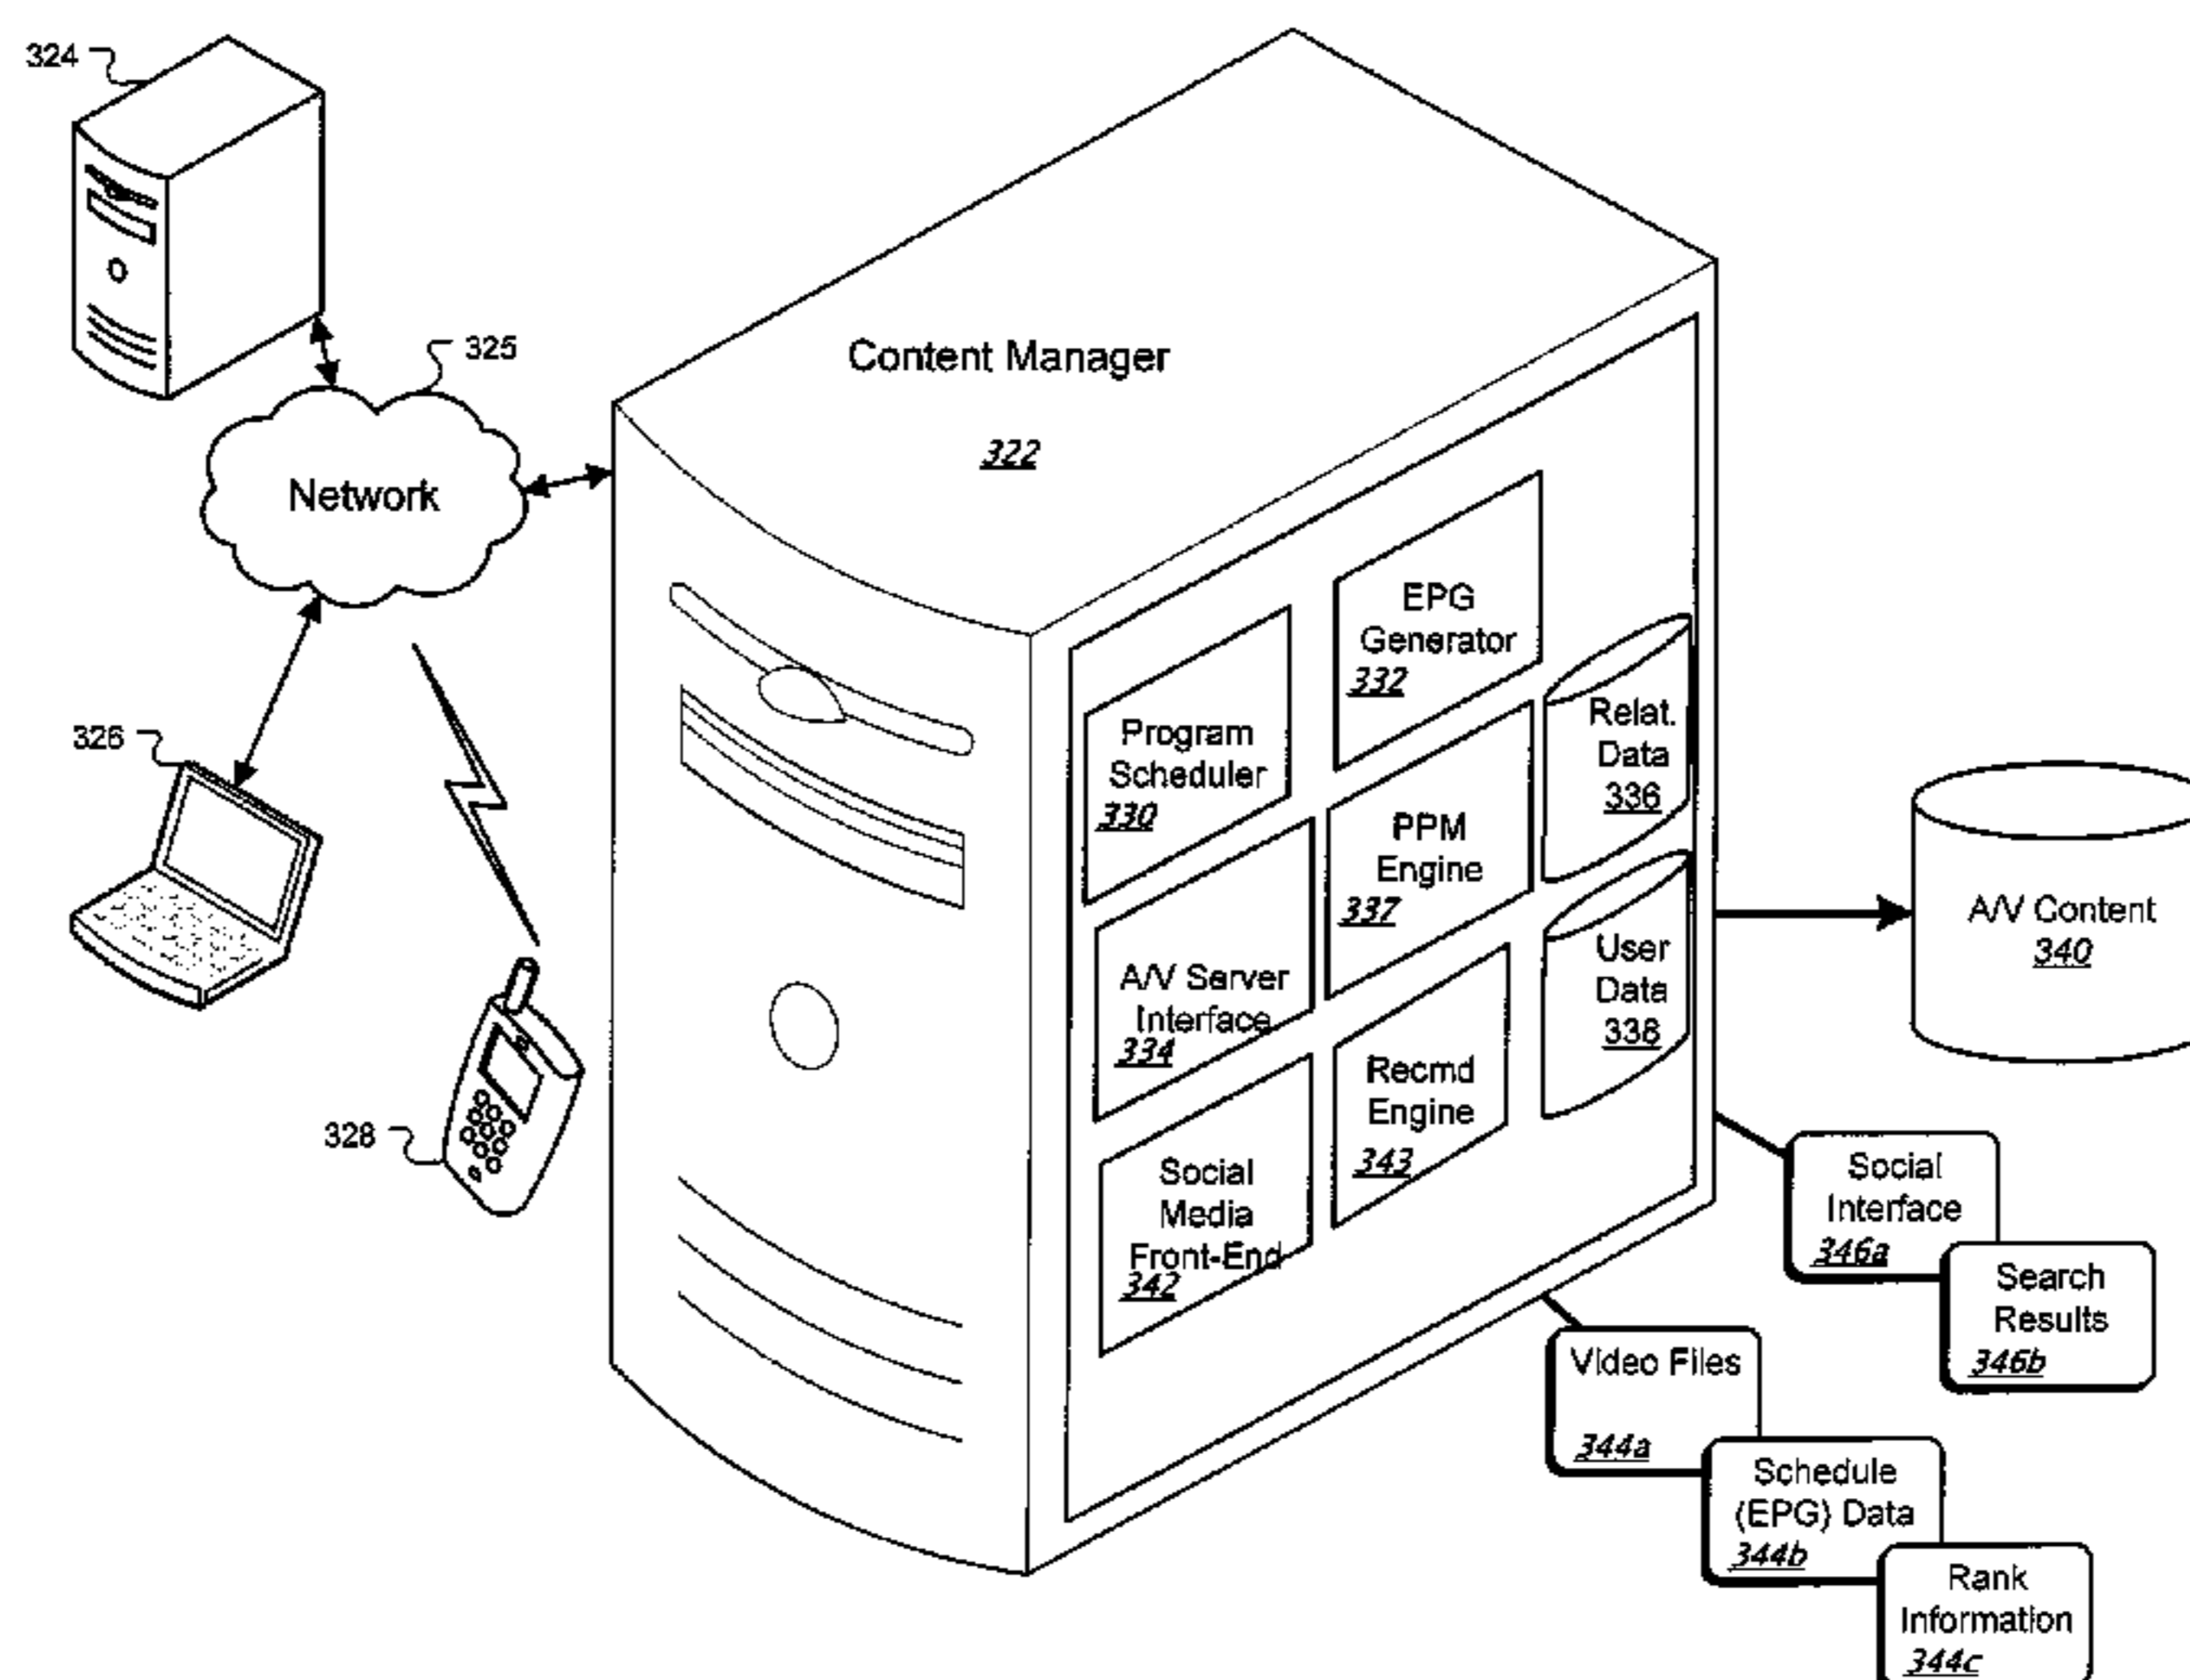 324
325
Network
326
328
Content Manager
322
EPG
Generator
332
Program
Scheduler
330
Relat.
Data
336
PPM
Engine
337
A/V Server
Interface
334
User
Data
338
Recmd
Engine
343
Social
Media
Front-End
342
A/V Content
340
Social
Interface
346a
Search
Results
346b
Video Files
344a
Schedule
(EPG) Data
344b
Rank
Information
344c